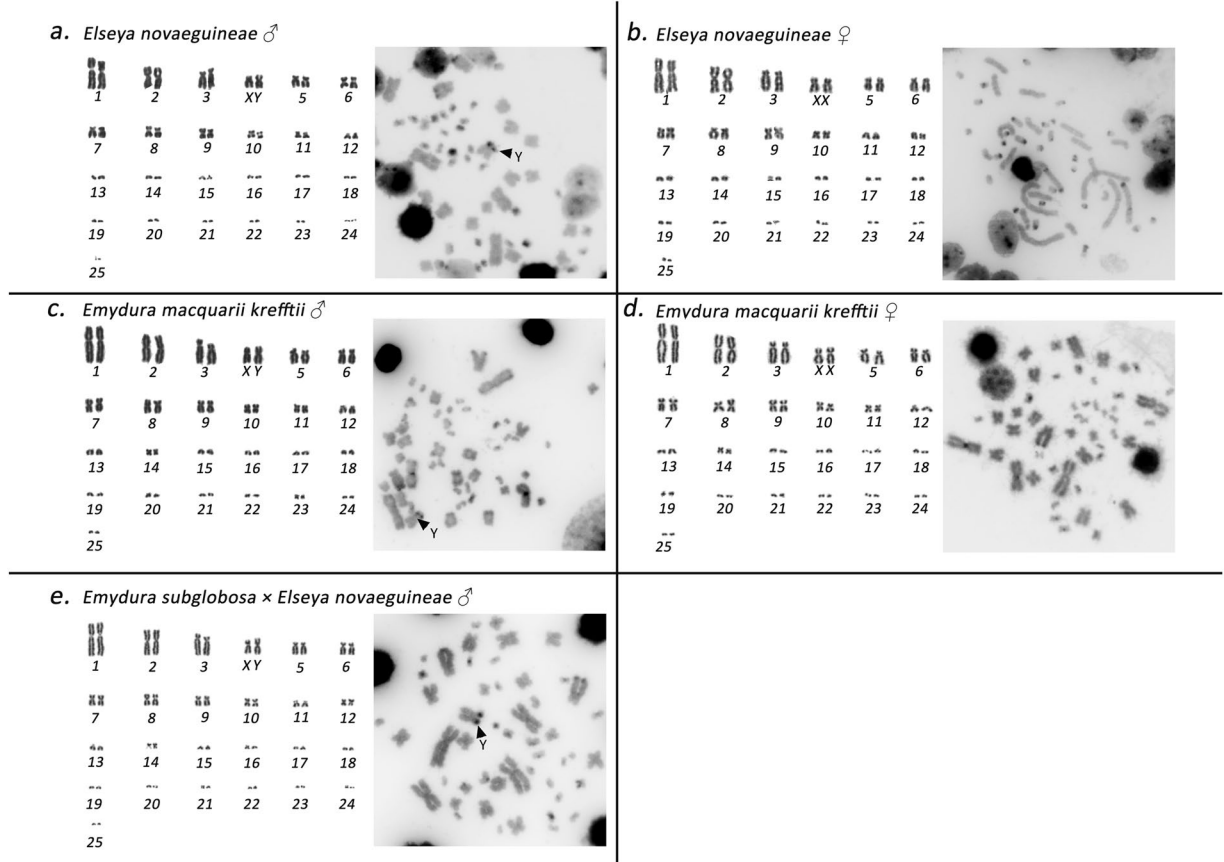 a. Elseya novaeguineae ♂
1 2 3 XY 5 6
7 8 9 10 11 12
13 14 15 16 17 18
19 20 21 22 23 24
25
Y
b. Elseya novaeguineae ♀
1 2 3 XX 5 6
7 8 9 10 11 12
13 14 15 16 17 18
19 20 21 22 23 24
25
c. Emydura macquarii krefftii ♂
1 2 3 XY 5 6
7 8 9 10 11 12
13 14 15 16 17 18
19 20 21 22 23 24
25
Y
d. Emydura macquarii krefftii ♀
1 2 3 XX 5 6
7 8 9 10 11 12
13 14 15 16 17 18
19 20 21 22 23 24
25
e. Emydura subglobosa × Elseya novaeguineae ♂
1 2 3 XY 5 6
7 8 9 10 11 12
13 14 15 16 17 18
19 20 21 22 23 24
25
Y